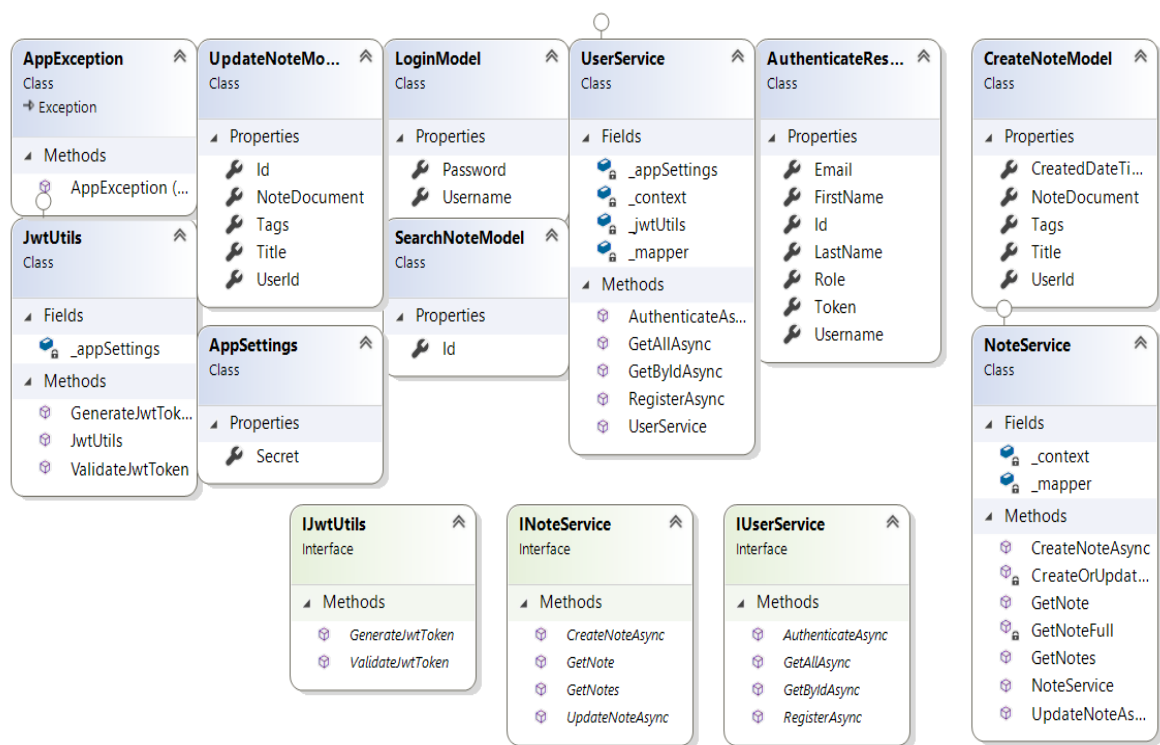 AppException
Class
Exception
Methods
AppException (...
UpdateNoteMo...
Class
Properties
Id
NoteDocument
Tags
Title
UserId
LoginModel
Class
Properties
Password
Username
UserService
Class
Fields
_appSettings
_context
_jwtUtils
_mapper
Methods
AuthenticateAs...
GetAllAsync
GetByIdAsync
RegisterAsync
UserService
AuthenticateRes...
Class
Properties
Email
FirstName
Id
LastName
Role
Token
Username
CreateNoteModel
Class
Properties
CreatedDateTi...
NoteDocument
Tags
Title
UserId
JwtUtils
Class
Fields
_appSettings
Methods
GenerateJwtTok...
JwtUtils
ValidateJwtToken
SearchNoteModel
Class
Properties
Id
AppSettings
Class
Properties
Secret
NoteService
Class
Fields
_context
_mapper
Methods
CreateNoteAsync
CreateOrUpdat...
GetNote
GetNoteFull
GetNotes
NoteService
UpdateNoteAs...
IJwtUtils
Interface
Methods
GenerateJwtToken
ValidateJwtToken
INoteService
Interface
Methods
CreateNoteAsync
GetNote
GetNotes
UpdateNoteAsync
IUserService
Interface
Methods
AuthenticateAsync
GetAllAsync
GetByIdAsync
RegisterAsync